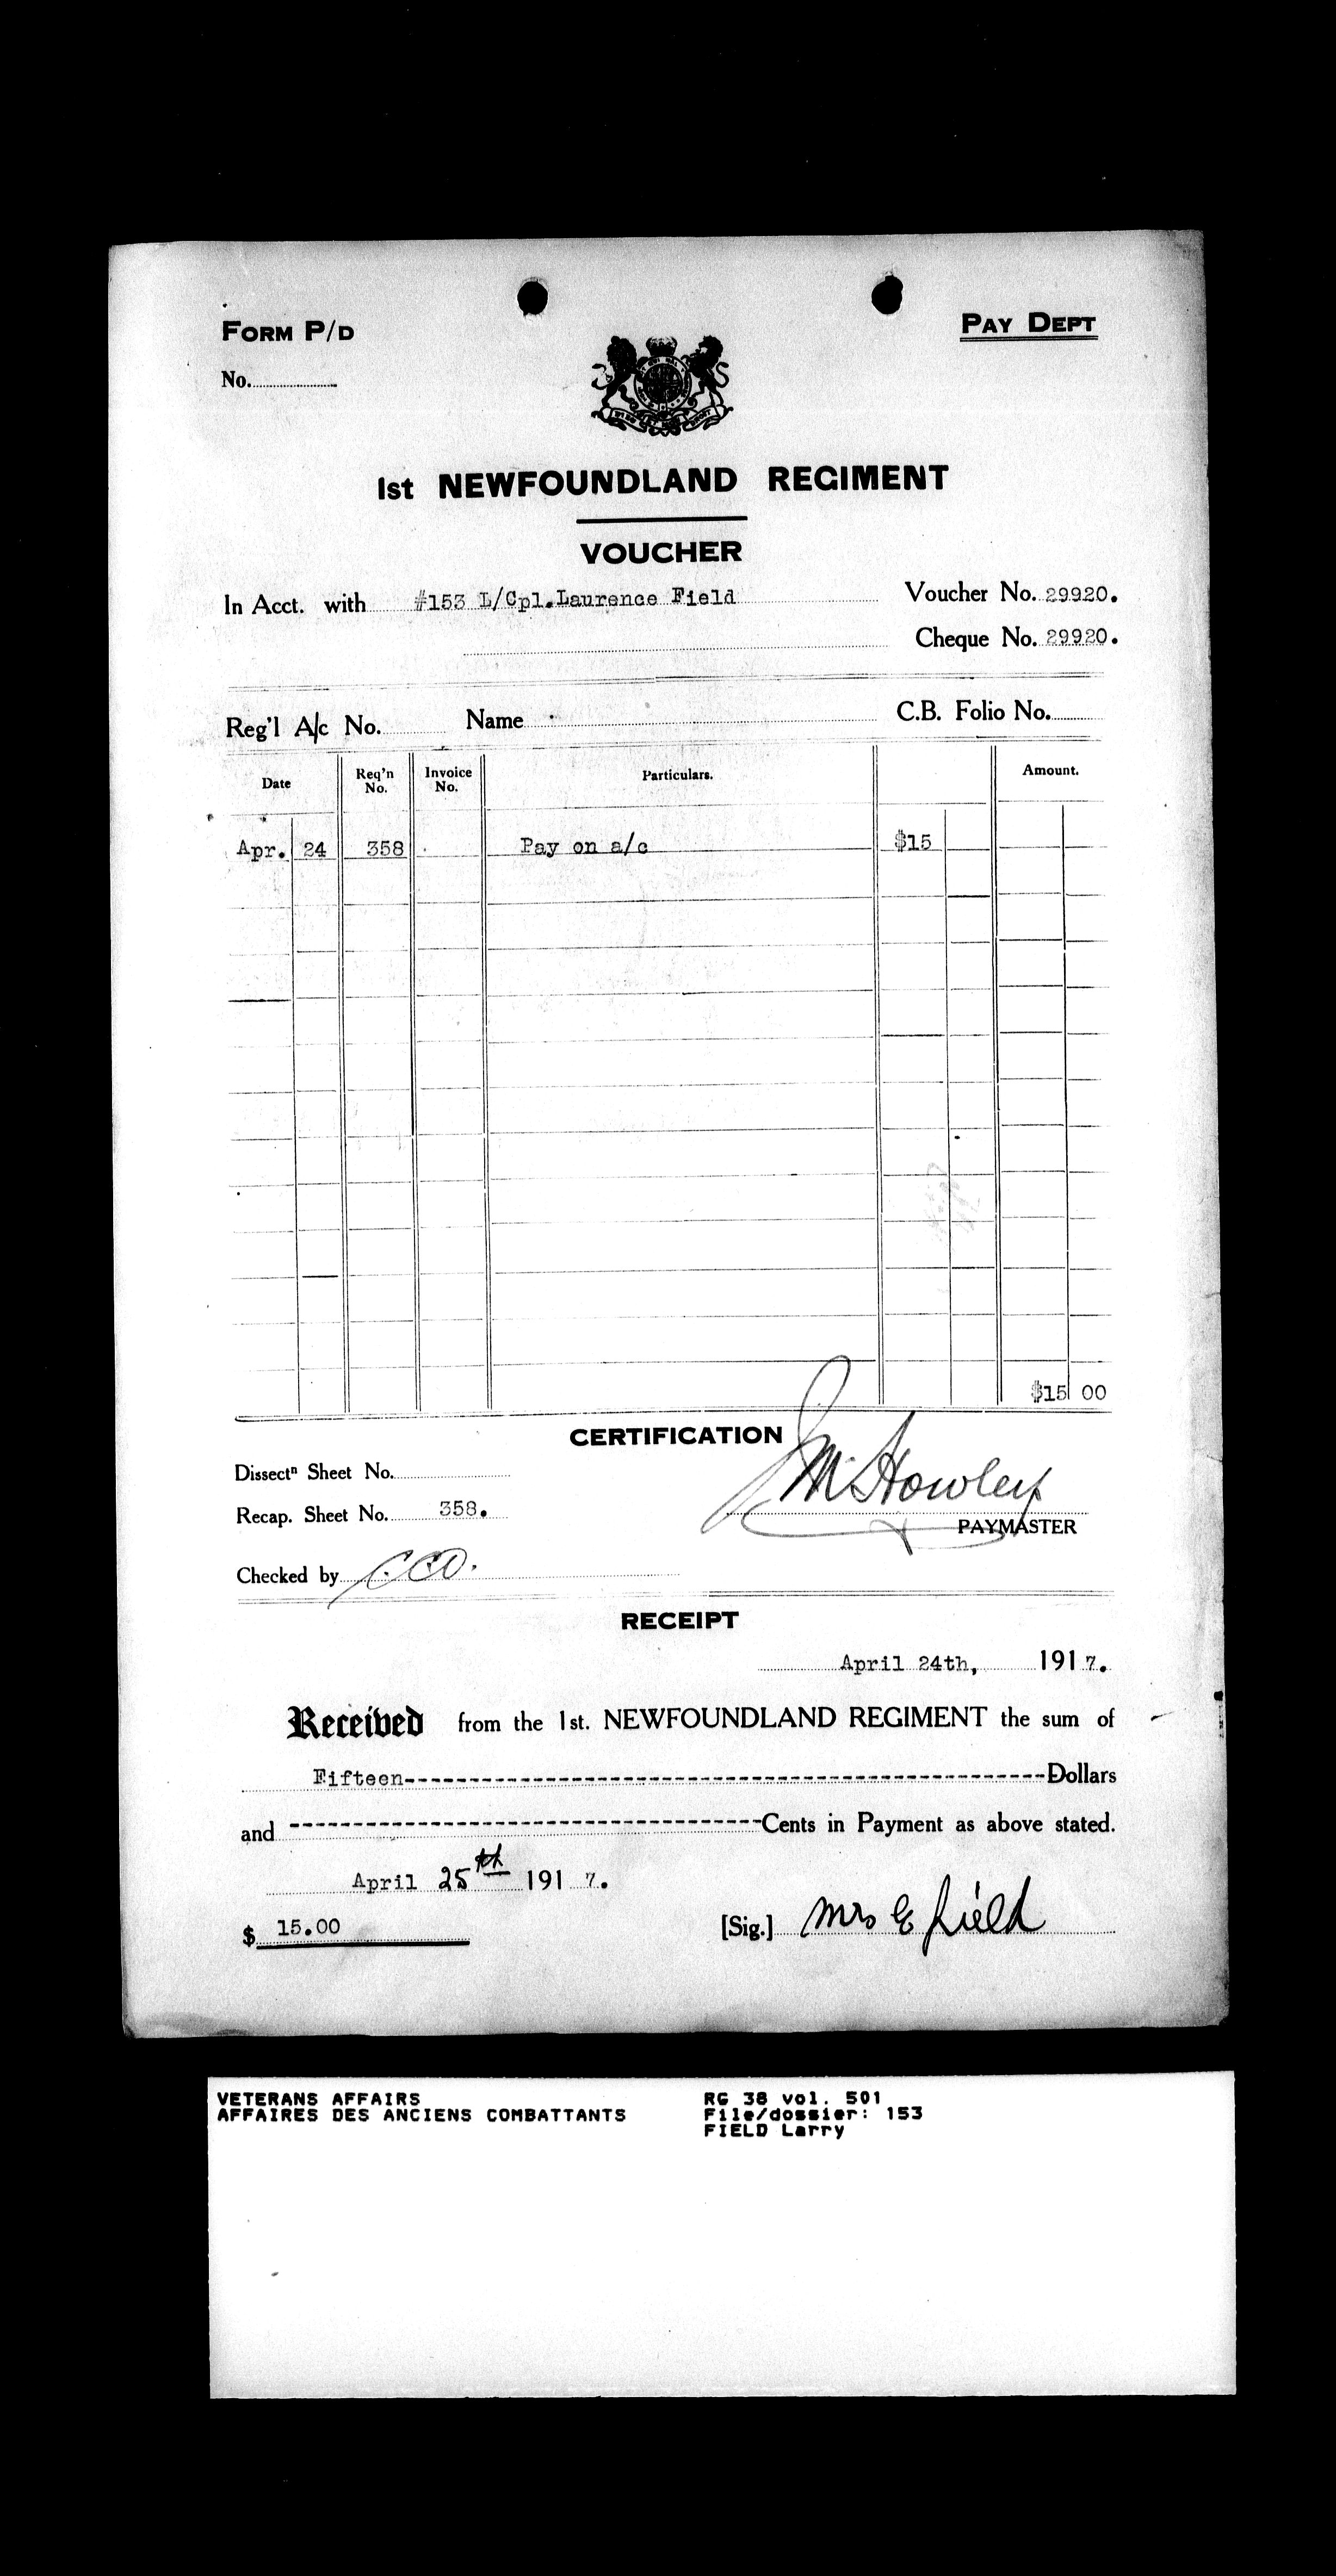 FORM P/D
PAY DEPT
No.
1st NEWFOUNDLAND REGIMENT
VOUCHER
In Acct. with #153 L/Cpl.Laurence Field
Voucher No. 29920.
Cheque No. 29920.
Reg'l A/c No. Name C.B. Folio No.
Date Req'n No. Invoice No. Particulars. Amount.
Apr. 24 358 Pay on a/c $15
$15 00
CERTIFICATION
Dissectn Sheet No.
Recap. Sheet No. 358.
J M Howley
PAYMASTER
Checked by
RECEIPT
April 24th, 1917.
Received from the 1st. NEWFOUNDLAND REGIMENT the sum of
Fifteen--------------------------------------------------Dollars
and ------------------------------------Cents in Payment as above stated.
April 25th 1917.
$ 15.00
[Sig.] Mrs E Field
VETERANS AFFAIRS
AFFAIRES DES ANCIENS COMBATTANTS
RG 38 vol. 501
File/dossier: 153
FIELD Larry